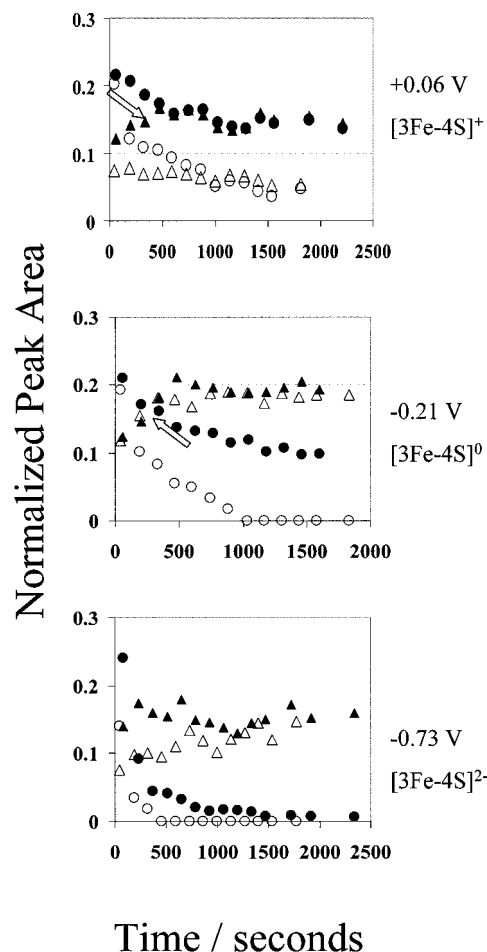 0.3
0.2
0.1
0
0 500 1000 1500 2000 2500
+0.06 V
[3Fe-4S]+
0.3
0.2
0.1
0
0 500 1000 1500 2000
-0.21 V
[3Fe-4S]0
0.3
0.2
0.1
0
0 500 1000 1500 2000 2500
-0.73 V
[3Fe-4S]2-
Normalized Peak Area
Time / seconds